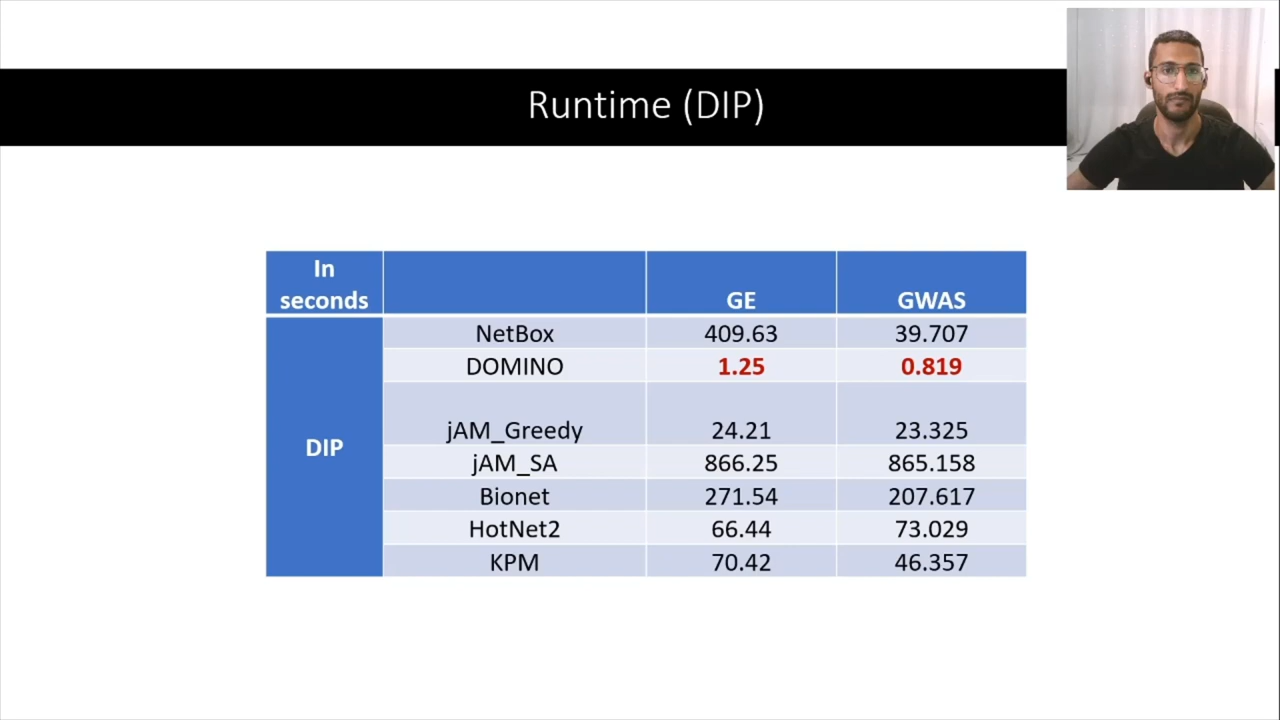 Runtime (DIP)
In
seconds
GE
GWAS
DIP
NetBox 409.63 39.707
DOMINO 1.25 0.819
jAM_Greedy 24.21 23.325
jAM_SA 866.25 865.158
Bionet 271.54 207.617
HotNet2 66.44 73.029
KPM 70.42 46.357